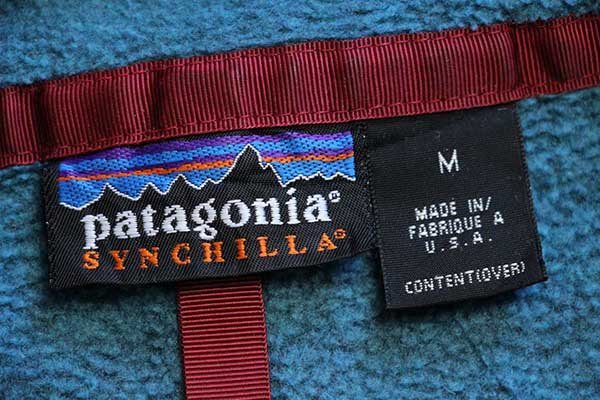 patagonia®
SYNCHILLA®
M
MADE IN/
FABRIQUE A
U.S.A.
CONTENT(OVER)